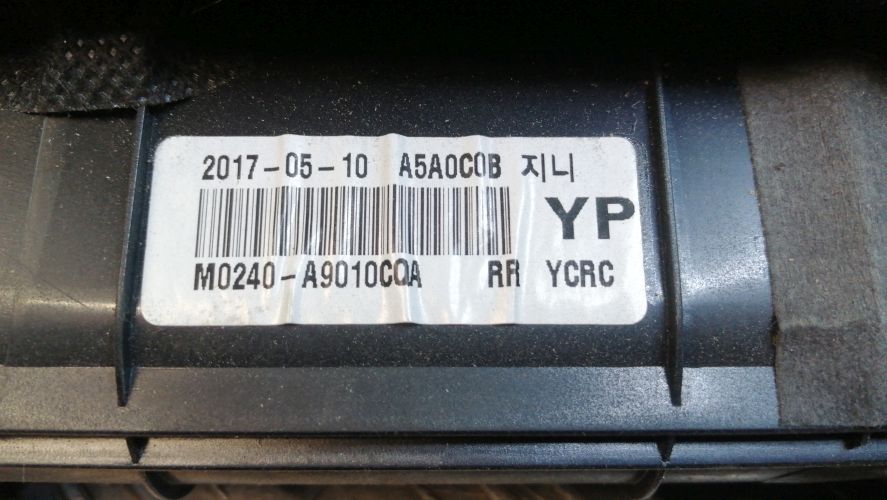 2017-05-10 A5A0C0B 지니
YP
M0240-A9010CQA RR YCRC